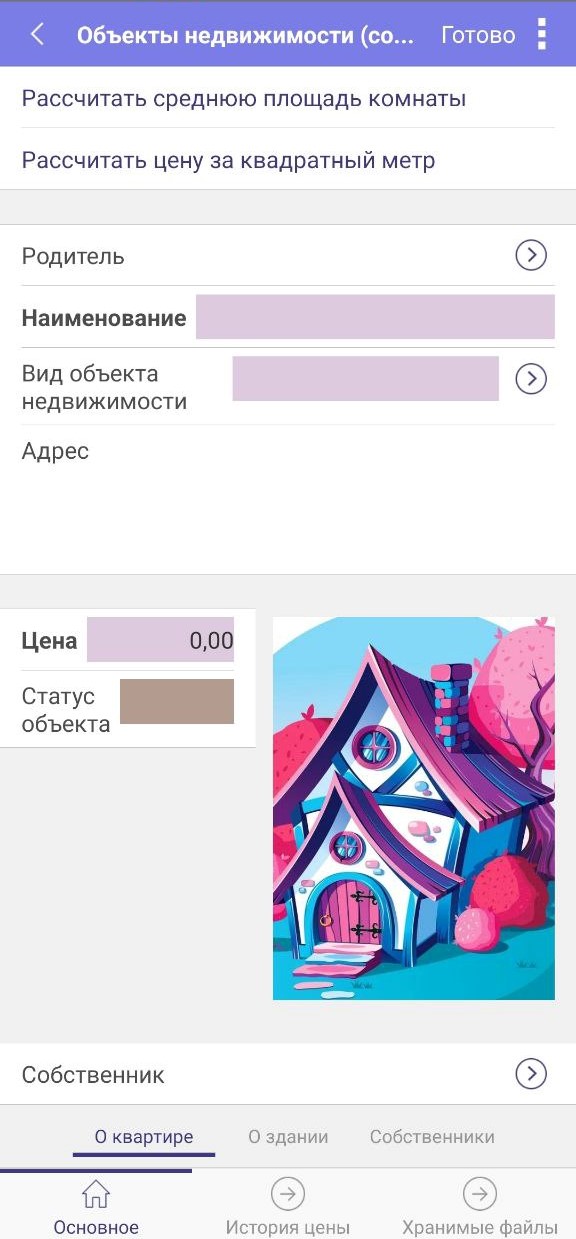 Объекты недвижимости (со... Готово
Рассчитать среднюю площадь комнаты
Рассчитать цену за квадратный метр
Родитель
Наименование
Вид объекта
недвижимости
Адрес
Цена 0,00
Статус
объекта
Собственник
О квартире О здании Собственники
Основное История цены Хранимые файлы